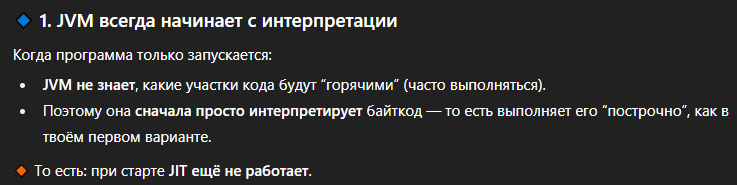 🔹 1. JVM всегда начинает с интерпретации
Когда программа только запускается:
• JVM не знает, какие участки кода будут “горячими” (часто выполняться).
• Поэтому она сначала просто интерпретирует байткод — то есть выполняет его “построчно”, как в
твоём первом варианте.
🔸 То есть: при старте JIT ещё не работает.